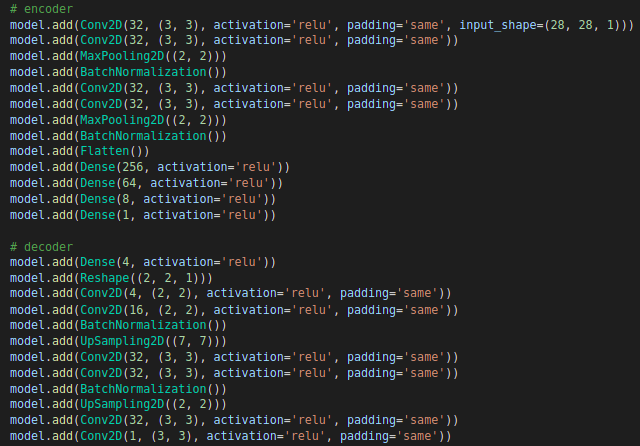 # encoder
model.add(Conv2D(32, (3, 3), activation='relu', padding='same', input_shape=(28, 28, 1)))
model.add(Conv2D(32, (3, 3), activation='relu', padding='same'))
model.add(MaxPooling2D((2, 2)))
model.add(BatchNormalization())
model.add(Conv2D(32, (3, 3), activation='relu', padding='same'))
model.add(Conv2D(32, (3, 3), activation='relu', padding='same'))
model.add(MaxPooling2D((2, 2)))
model.add(BatchNormalization())
model.add(Flatten())
model.add(Dense(256, activation='relu'))
model.add(Dense(64, activation='relu'))
model.add(Dense(8, activation='relu'))
model.add(Dense(1, activation='relu'))

# decoder
model.add(Dense(4, activation='relu'))
model.add(Reshape((2, 2, 1)))
model.add(Conv2D(4, (2, 2), activation='relu', padding='same'))
model.add(Conv2D(16, (2, 2), activation='relu', padding='same'))
model.add(BatchNormalization())
model.add(UpSampling2D((7, 7)))
model.add(Conv2D(32, (3, 3), activation='relu', padding='same'))
model.add(Conv2D(32, (3, 3), activation='relu', padding='same'))
model.add(BatchNormalization())
model.add(UpSampling2D((2, 2)))
model.add(Conv2D(32, (3, 3), activation='relu', padding='same'))
model.add(Conv2D(1, (3, 3), activation='relu', padding='same'))